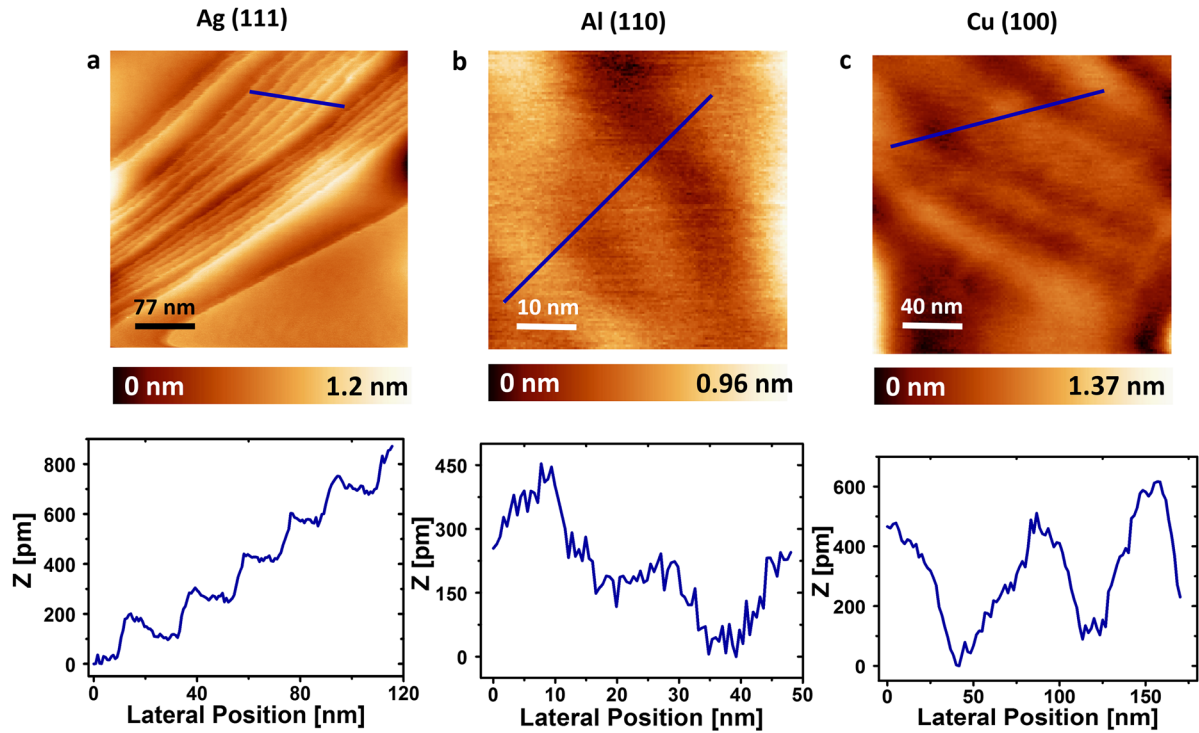 Ag (111)
Al (110)
Cu (100)
a
b
c
77 nm
10 nm
40 nm
0 nm 1.2 nm
0 nm 0.96 nm
0 nm 1.37 nm
800
600
400
200
0
Z [pm]
0 40 80 120
Lateral Position [nm]
450
300
150
0
Z [pm]
0 10 20 30 40
Lateral Position [nm]
600
400
200
0
Z [pm]
0 50 100 150
Lateral Position [nm]